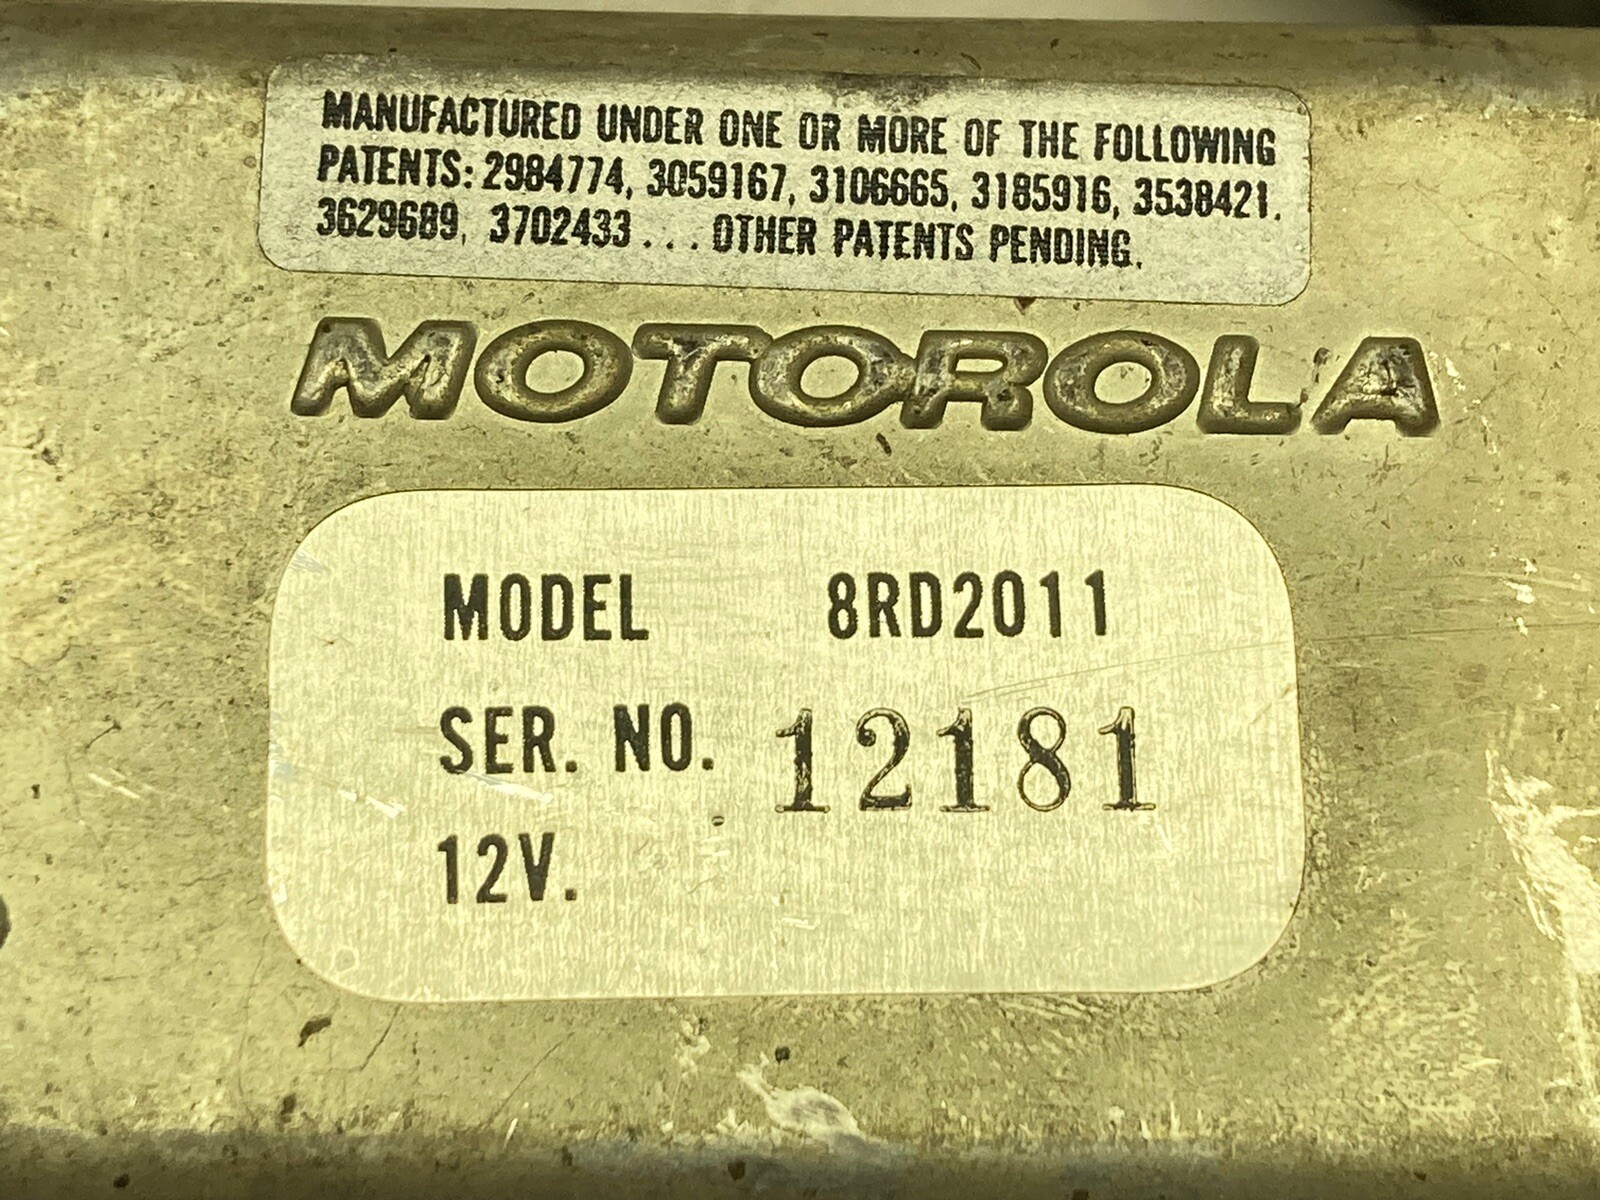 MANUFACTURED UNDER ONE OR MORE OF THE FOLLOWING
PATENTS: 2984774, 3059167, 3106665, 3185916, 3538421.
3629689, 3702433 . . . OTHER PATENTS PENDING.
MOTOROLA
MODEL 8RD2011
SER. NO. 12181
12V.